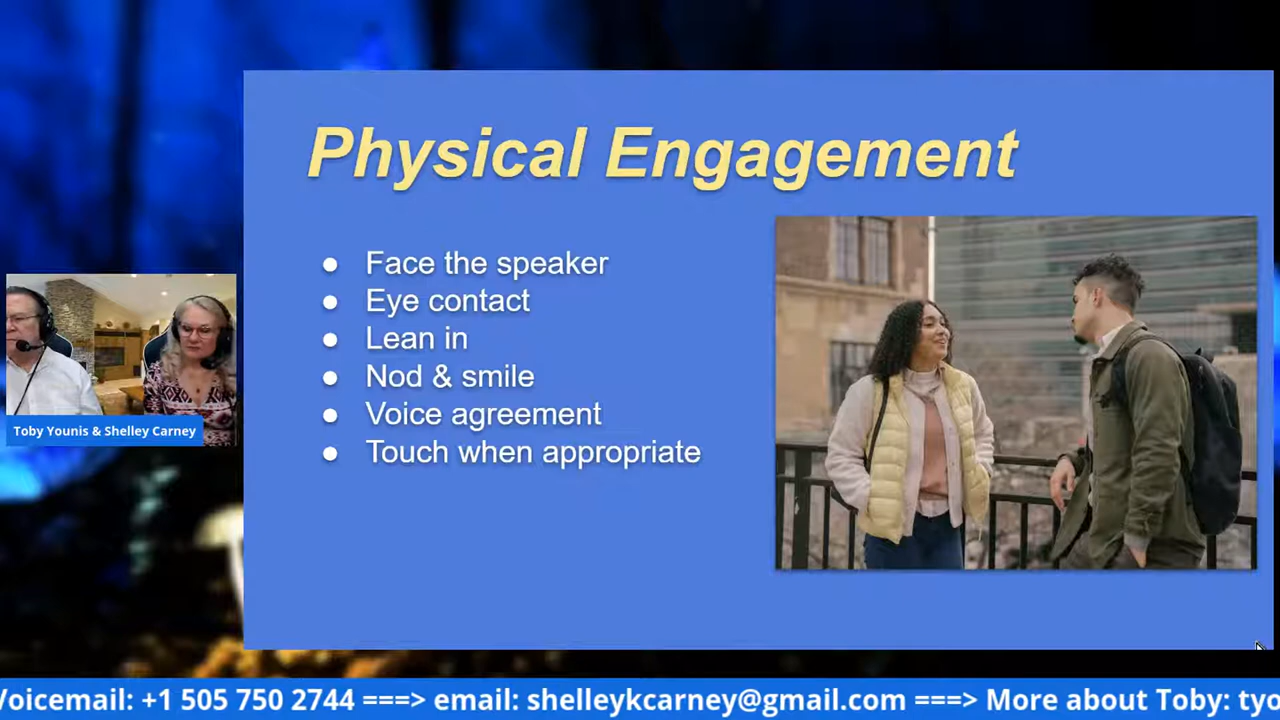 Physical Engagement
● Face the speaker
● Eye contact
● Lean in
● Nod & smile
● Voice agreement
● Touch when appropriate
Toby Younis & Shelley Carney
Voicemail: +1 505 750 2744 ===> email: shelleykcarney@gmail.com ===> More about Toby: